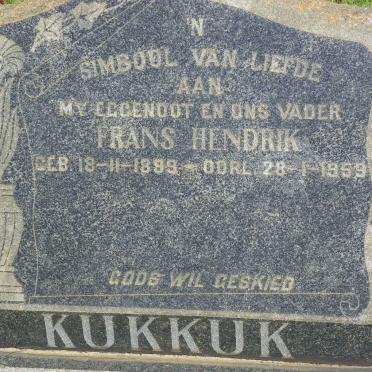 'N
SIMBOOL VAN LIEFDE
AAN
MY EGGENOOT EN ONS VADER
FRANS HENDRIK
GEB. 13-11-1899 - OORL. 28-1-1959
GODS WIL GESKIED
KUKKUK